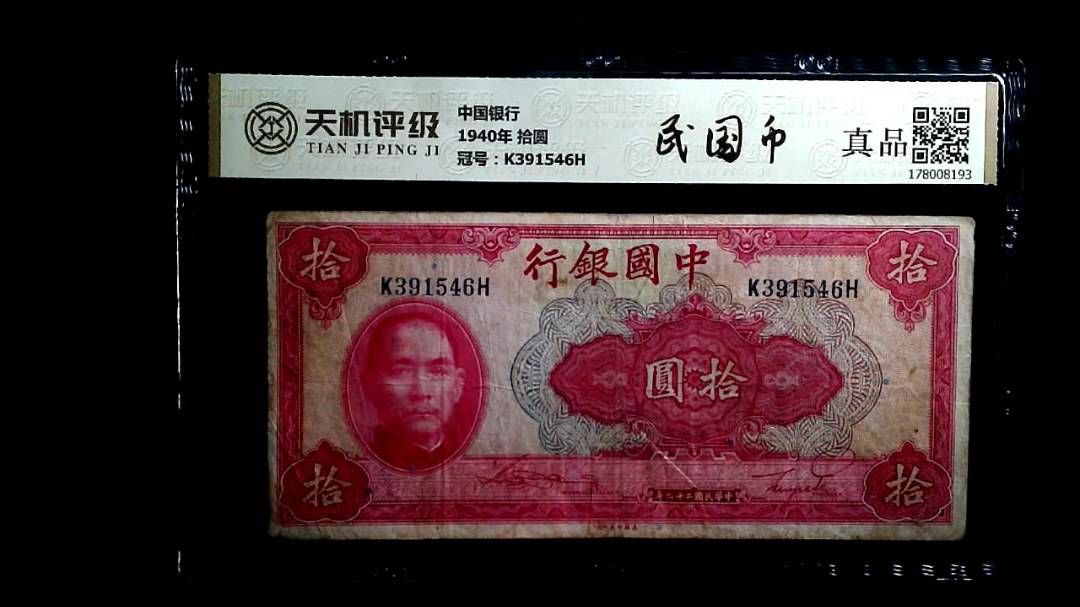 天机评级
TIAN JI PING JI
中国银行
1940年 拾圆
冠号：K391546H
民国币
真品
178008193
拾
行銀國中
拾
K391546H
K391546H
圓拾
拾
拾